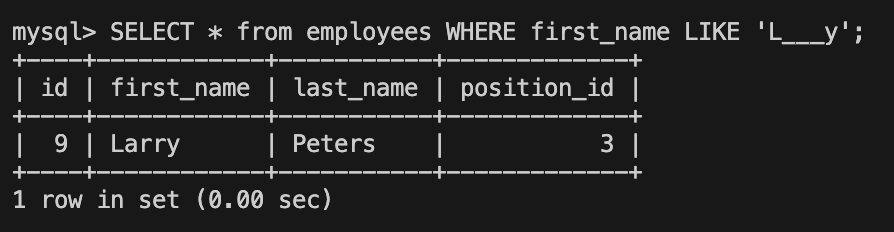 mysql> SELECT * from employees WHERE first_name LIKE 'L___y';
+----+------------+-----------+-------------+
| id | first_name | last_name | position_id |
+----+------------+-----------+-------------+
|  9 | Larry      | Peters    |           3 |
+----+------------+-----------+-------------+
1 row in set (0.00 sec)